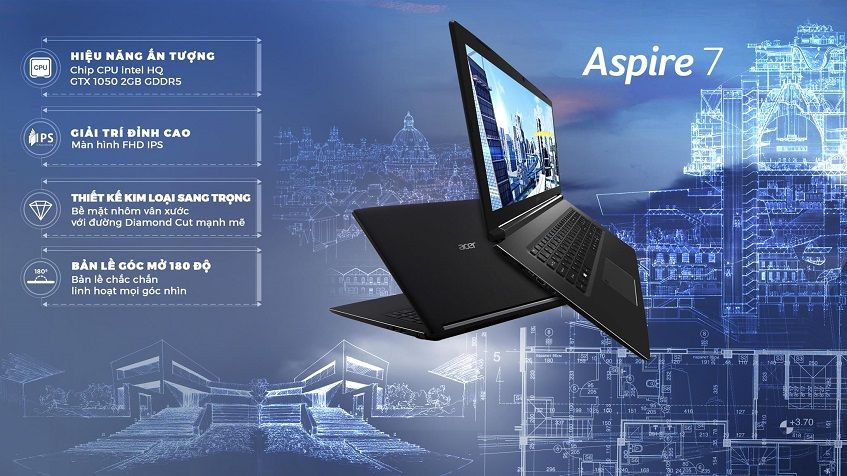 Aspire 7
CPU
HIỆU NĂNG ẤN TƯỢNG
Chip CPU intel HQ
GTX 1050 2GB GDDR5
IPS
GIẢI TRÍ ĐỈNH CAO
Màn hình FHD IPS
THIẾT KẾ KIM LOẠI SANG TRỌNG
Bề mặt nhôm vân xước
với đường Diamond Cut mạnh mẽ
180°
BẢN LỀ GÓC MỞ 180 ĐỘ
Bản lề chắc chắn
linh hoạt mọi góc nhìn
acer
5
+3.70